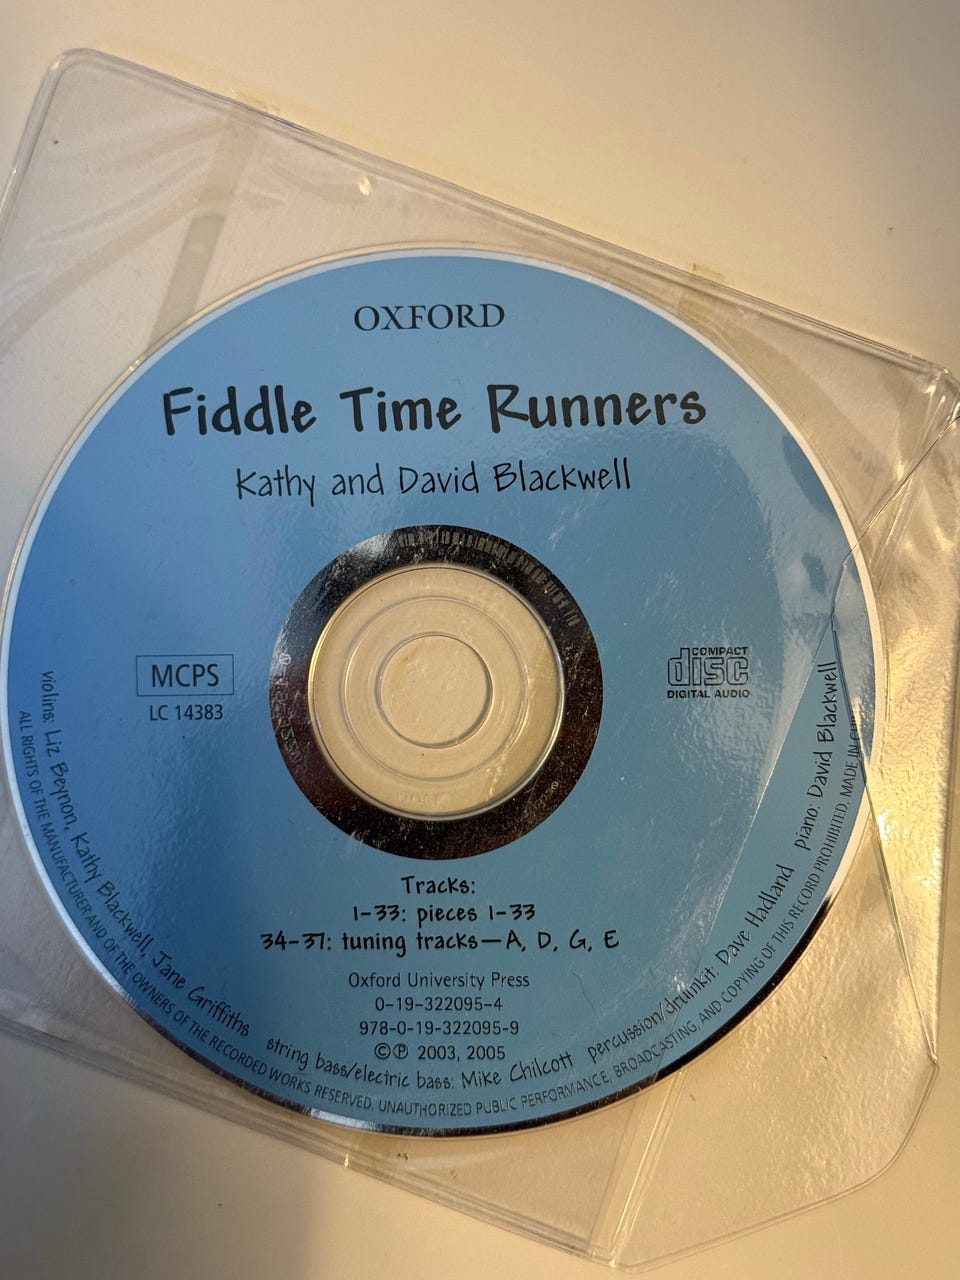 OXFORD
Fiddle Time Runners
Kathy and David Blackwell
MCPS
LC 14383
COMPACT
disc
DIGITAL AUDIO
Tracks:
1–33: pieces 1–33
34–37: tuning tracks—A, D, G, E
Oxford University Press
0–19–322095–4
978–0–19–322095–9
©℗ 2003, 2005
violins: Liz Beynon, Kathy Blackwell, Jane Griffiths string bass/electric bass: Mike Chilcott percussion/drumkit: Dave Hadland piano: David Blackwell
ALL RIGHTS OF THE MANUFACTURER AND OF THE OWNERS OF THE RECORDED WORKS RESERVED. UNAUTHORIZED PUBLIC PERFORMANCE, BROADCASTING, AND COPYING OF THIS RECORD PROHIBITED. MADE IN